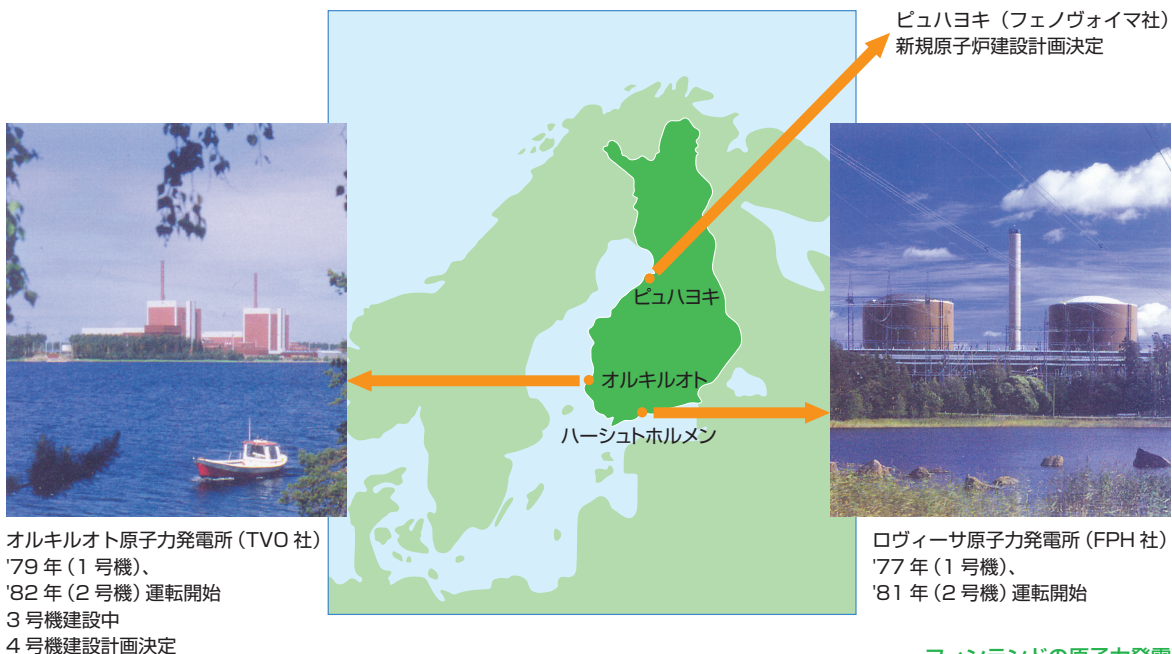 ピュハヨキ（フェノヴォイマ社）
新規原子炉建設計画決定
ピュハヨキ
オルキルオト
ハーシュトホルメン
オルキルオト原子力発電所（TVO 社）
'79 年（1 号機）、
'82 年（2 号機）運転開始
3 号機建設中
4 号機建設計画決定
ロヴィーサ原子力発電所（FPH 社）
'77 年（1 号機）、
'81 年（2 号機）運転開始